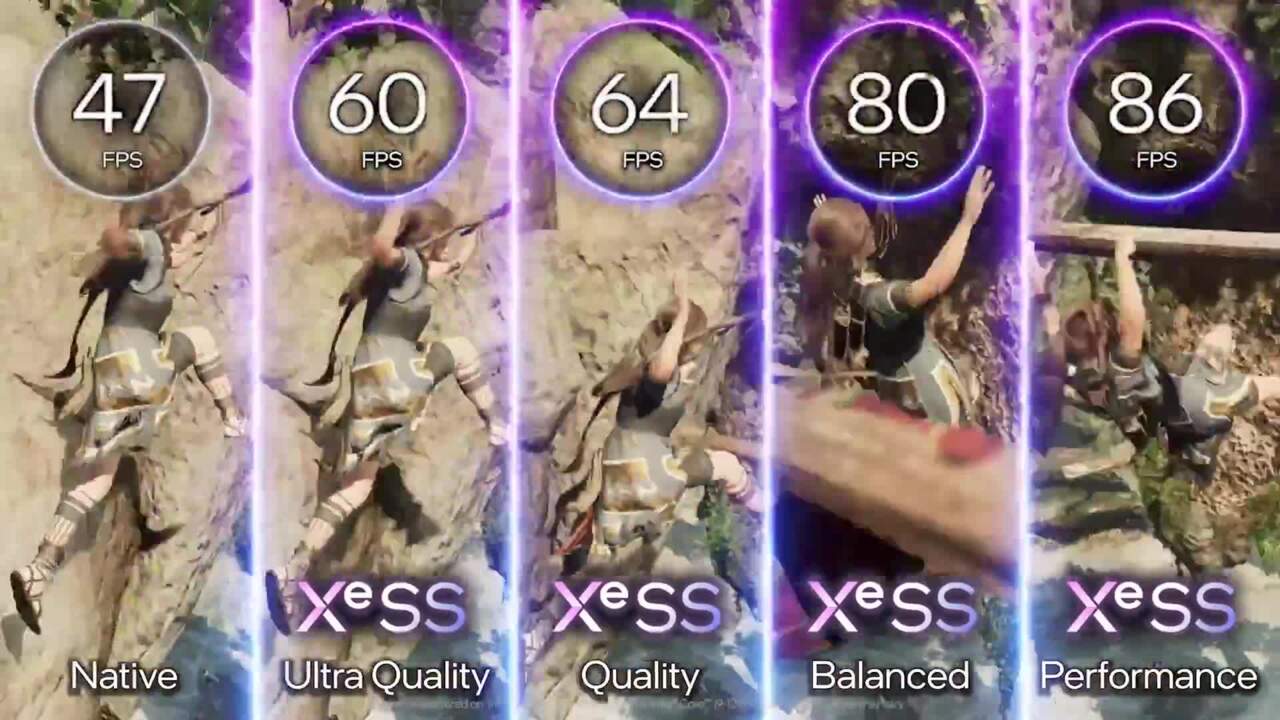 47
FPS
Native
60
FPS
XeSS
Ultra Quality
64
FPS
XeSS
Quality
80
FPS
XeSS
Balanced
86
FPS
XeSS
Performance